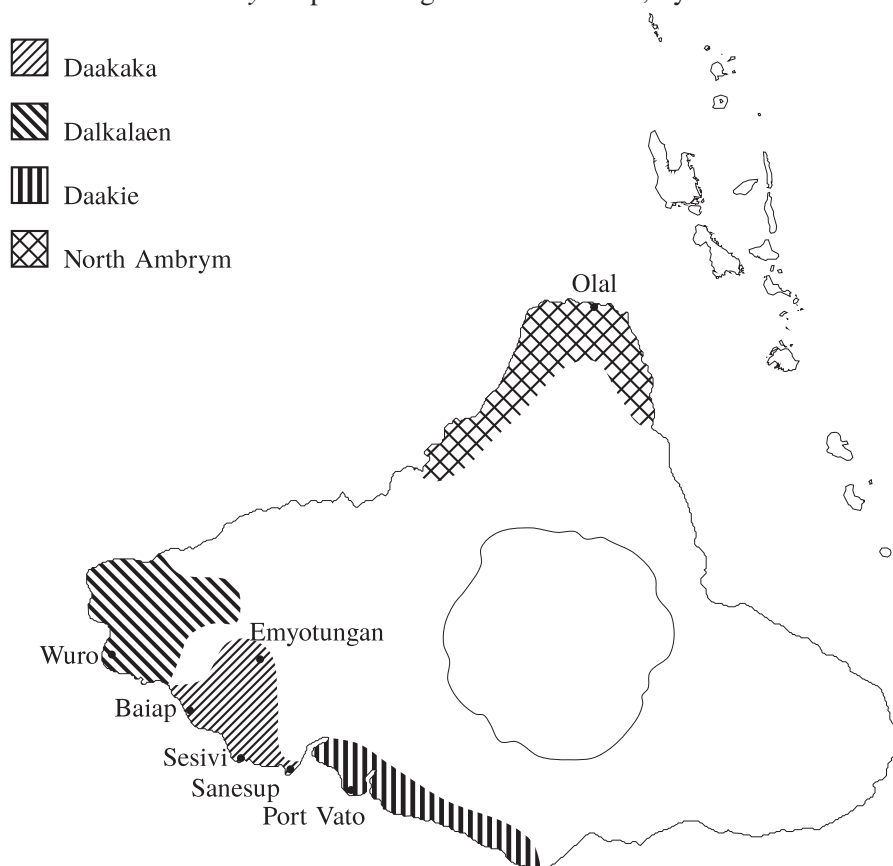 Daakaka
Dalkalaen
Daakie
North Ambrym
Olal
Emyotungan
Wuro
Baiap
Sesivi
Sanesup
Port Vato